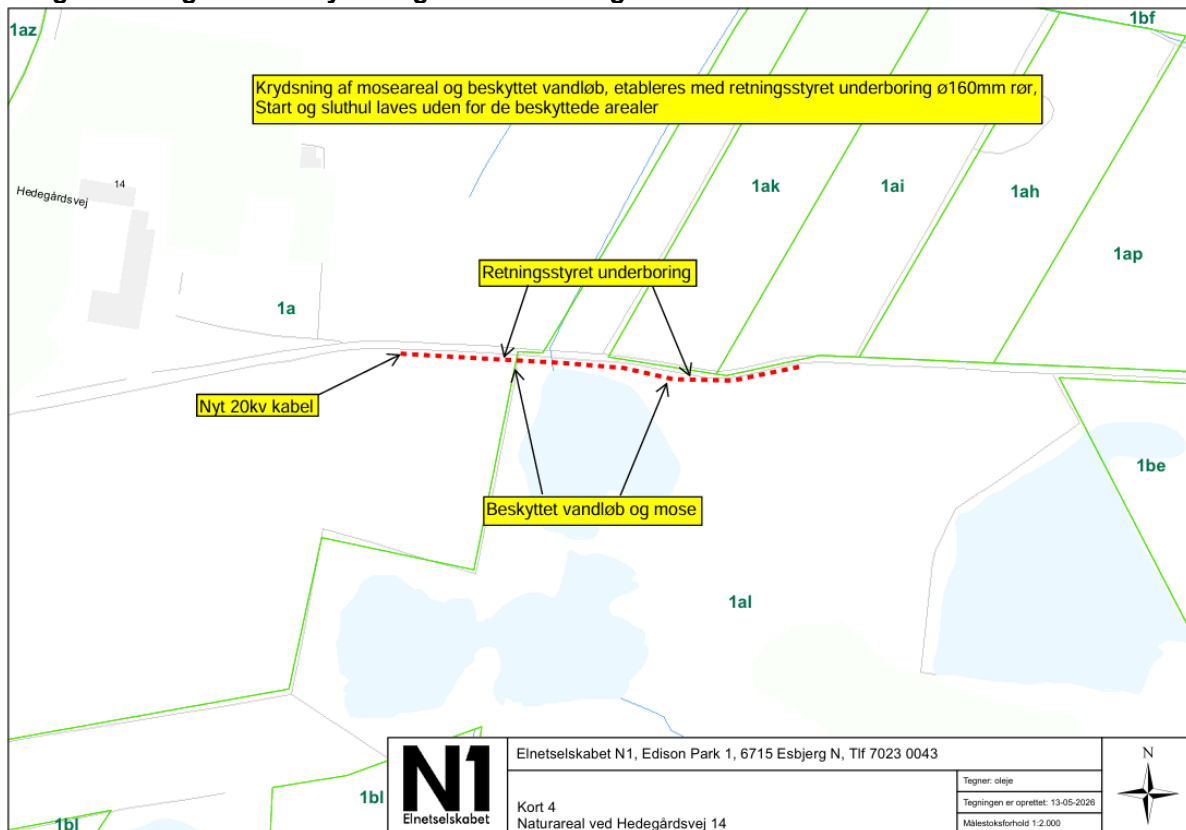 1az
1bf
Krydsning af moseareal og beskyttet vandløb, etableres med retningsstyret underboring ø160mm rør,
Start og sluthul laves uden for de beskyttede arealer
14
Hedegårdsvej
1ak
1ai
1ah
1ap
Retningsstyret underboring
1a
Nyt 20kv kabel
1be
Beskyttet vandløb og mose
1al
N1
Elnetselskabet
Elnetselskabet N1, Edison Park 1, 6715 Esbjerg N, Tlf 7023 0043
Kort 4
Naturareal ved Hedegårdsvej 14
Tegner: oleje
Tegningen er oprettet: 13-05-2026
Målestoksforhold 1:2.000
N
1bl
1bl